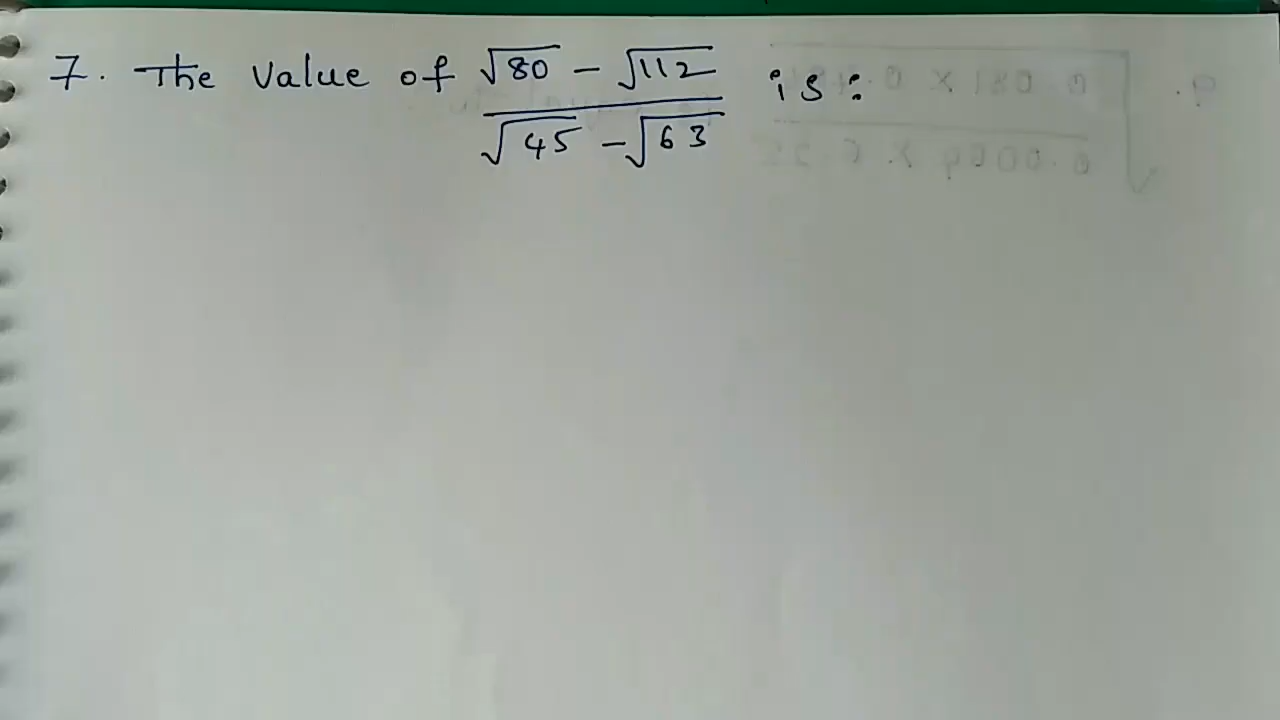 7. The Value of (√80 - √112) / (√45 - √63) is :